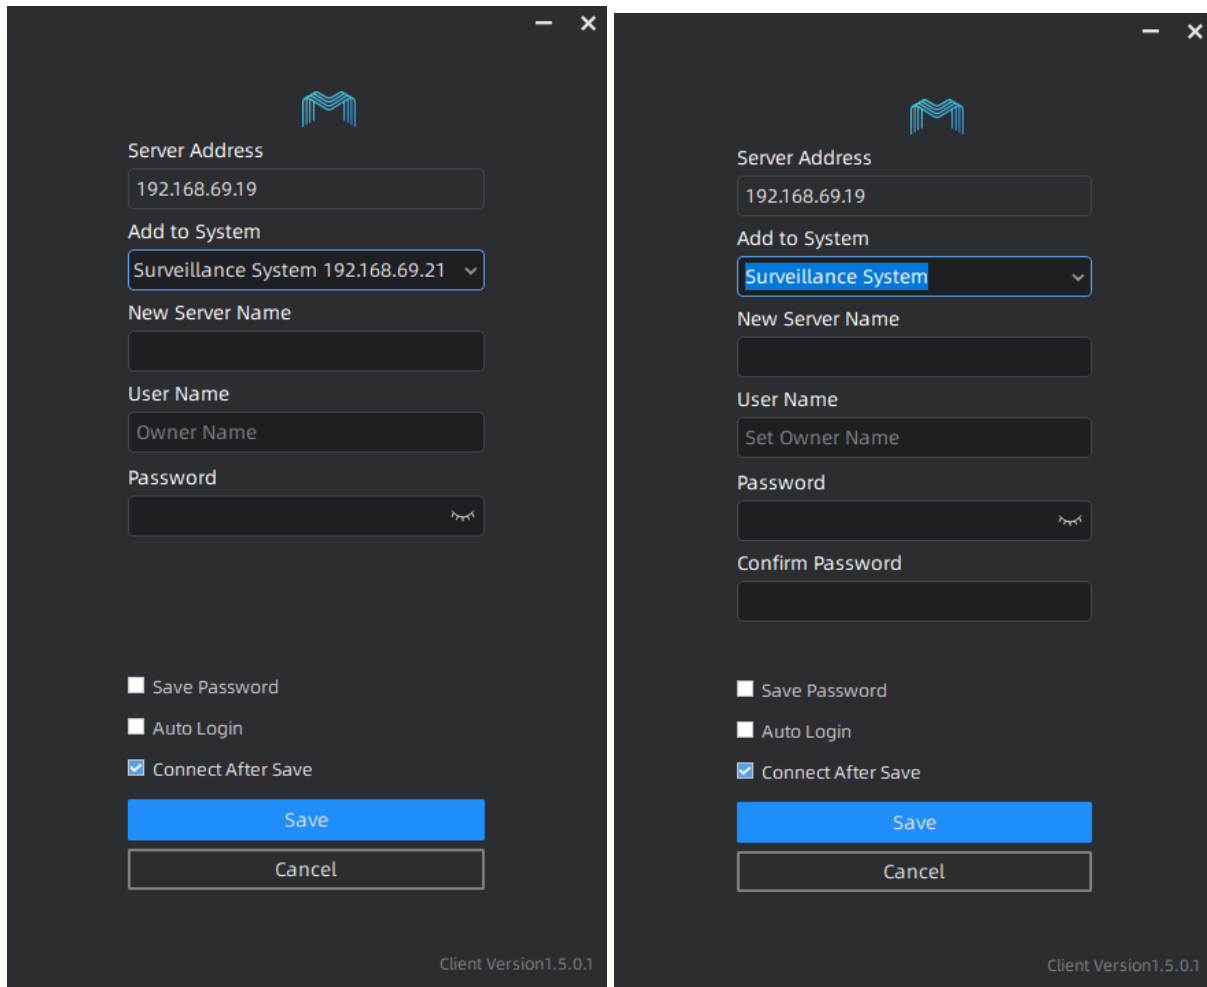 Server Address
192.168.69.19
Add to System
Surveillance System 192.168.69.21
New Server Name
User Name
Owner Name
Password
Save Password
Auto Login
Connect After Save
Save
Cancel
Client Version1.5.0.1
Server Address
192.168.69.19
Add to System
Surveillance System
New Server Name
User Name
Set Owner Name
Password
Confirm Password
Save Password
Auto Login
Connect After Save
Save
Cancel
Client Version1.5.0.1